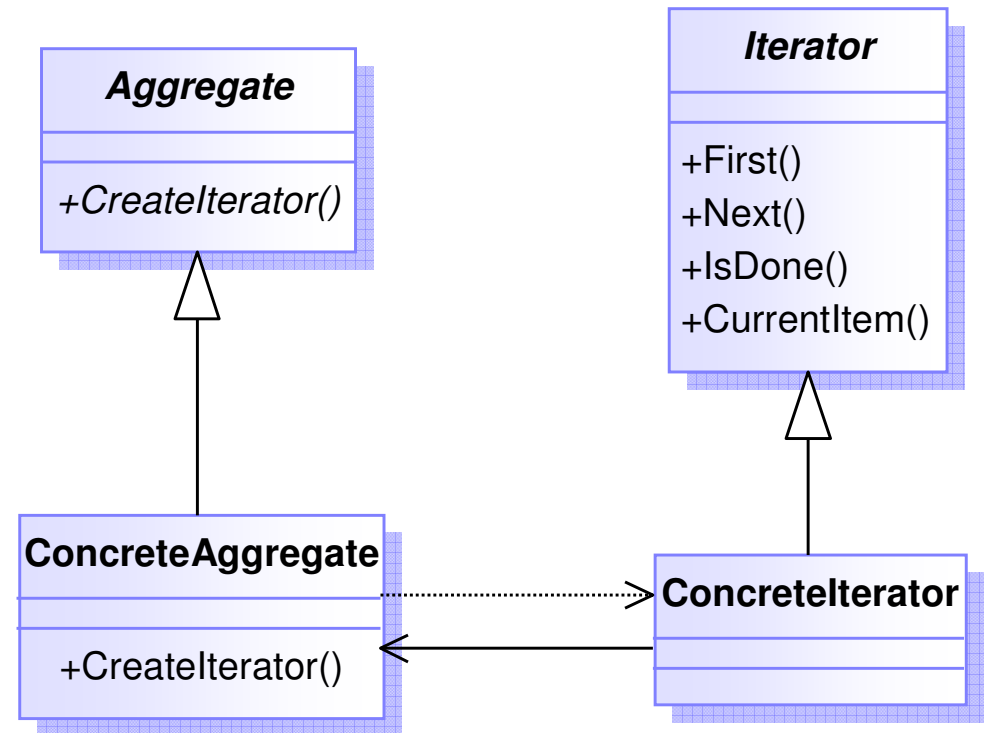 Aggregate
+CreateIterator()
Iterator
+First()
+Next()
+IsDone()
+CurrentItem()
ConcreteAggregate
+CreateIterator()
ConcreteIterator